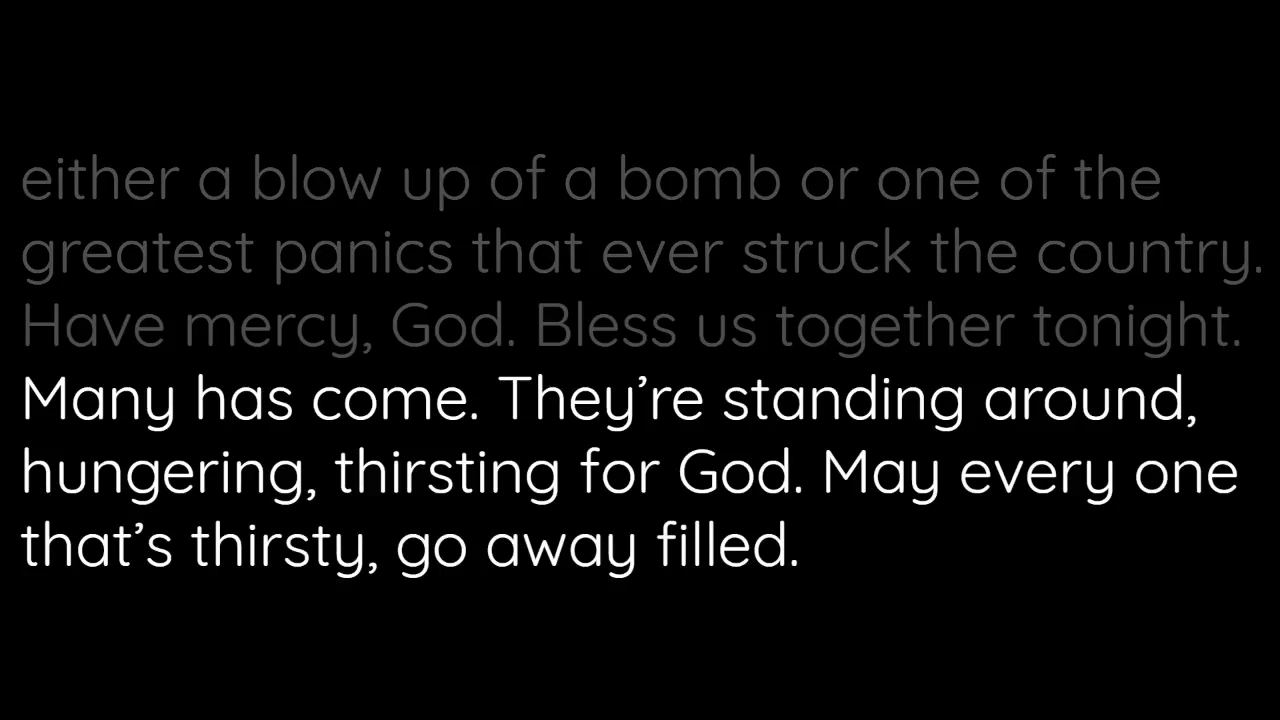 either a blow up of a bomb or one of the
greatest panics that ever struck the country.
Have mercy, God. Bless us together tonight.
Many has come. They’re standing around,
hungering, thirsting for God. May every one
that’s thirsty, go away filled.